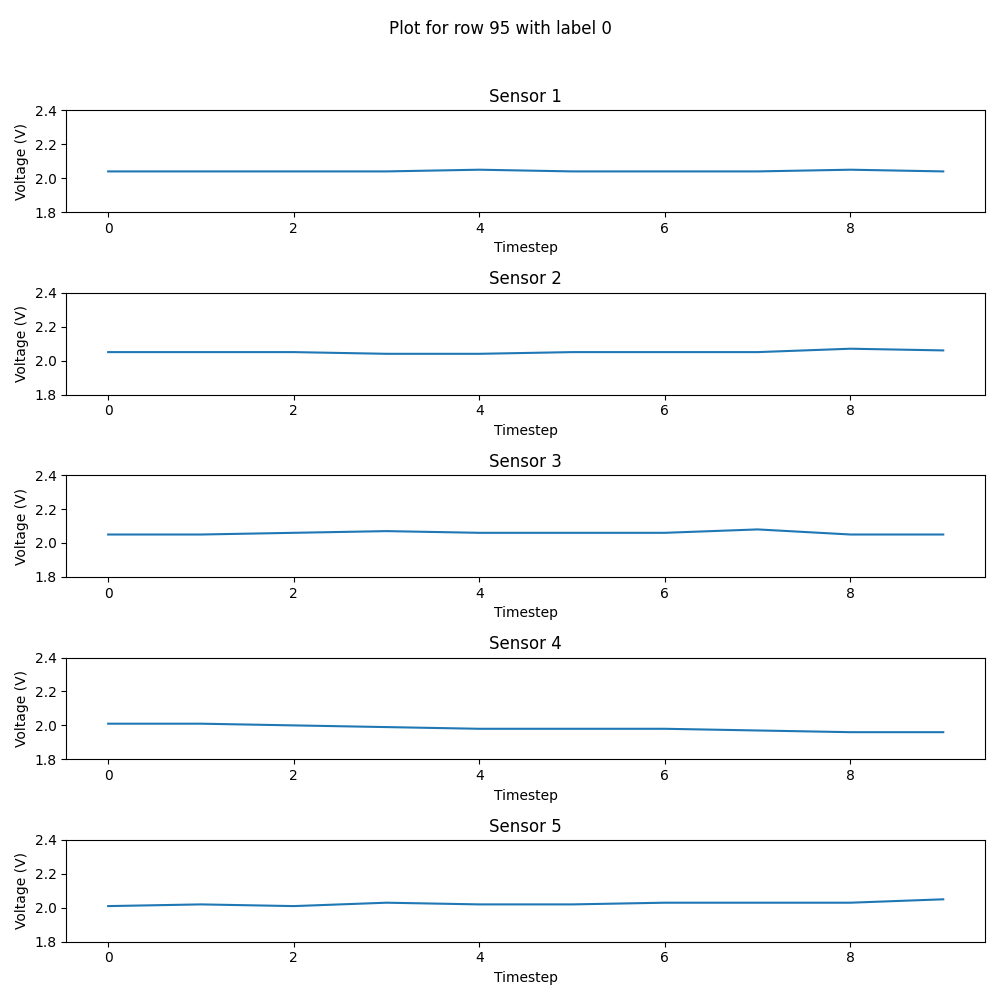 Plot for row 95 with label 0
Sensor 1
2.4
2.2
2.0
1.8
Voltage (V)
0 2 4 6 8
Timestep
Sensor 2
2.4
2.2
2.0
1.8
Voltage (V)
0 2 4 6 8
Timestep
Sensor 3
2.4
2.2
2.0
1.8
Voltage (V)
0 2 4 6 8
Timestep
Sensor 4
2.4
2.2
2.0
1.8
Voltage (V)
0 2 4 6 8
Timestep
Sensor 5
2.4
2.2
2.0
1.8
Voltage (V)
0 2 4 6 8
Timestep